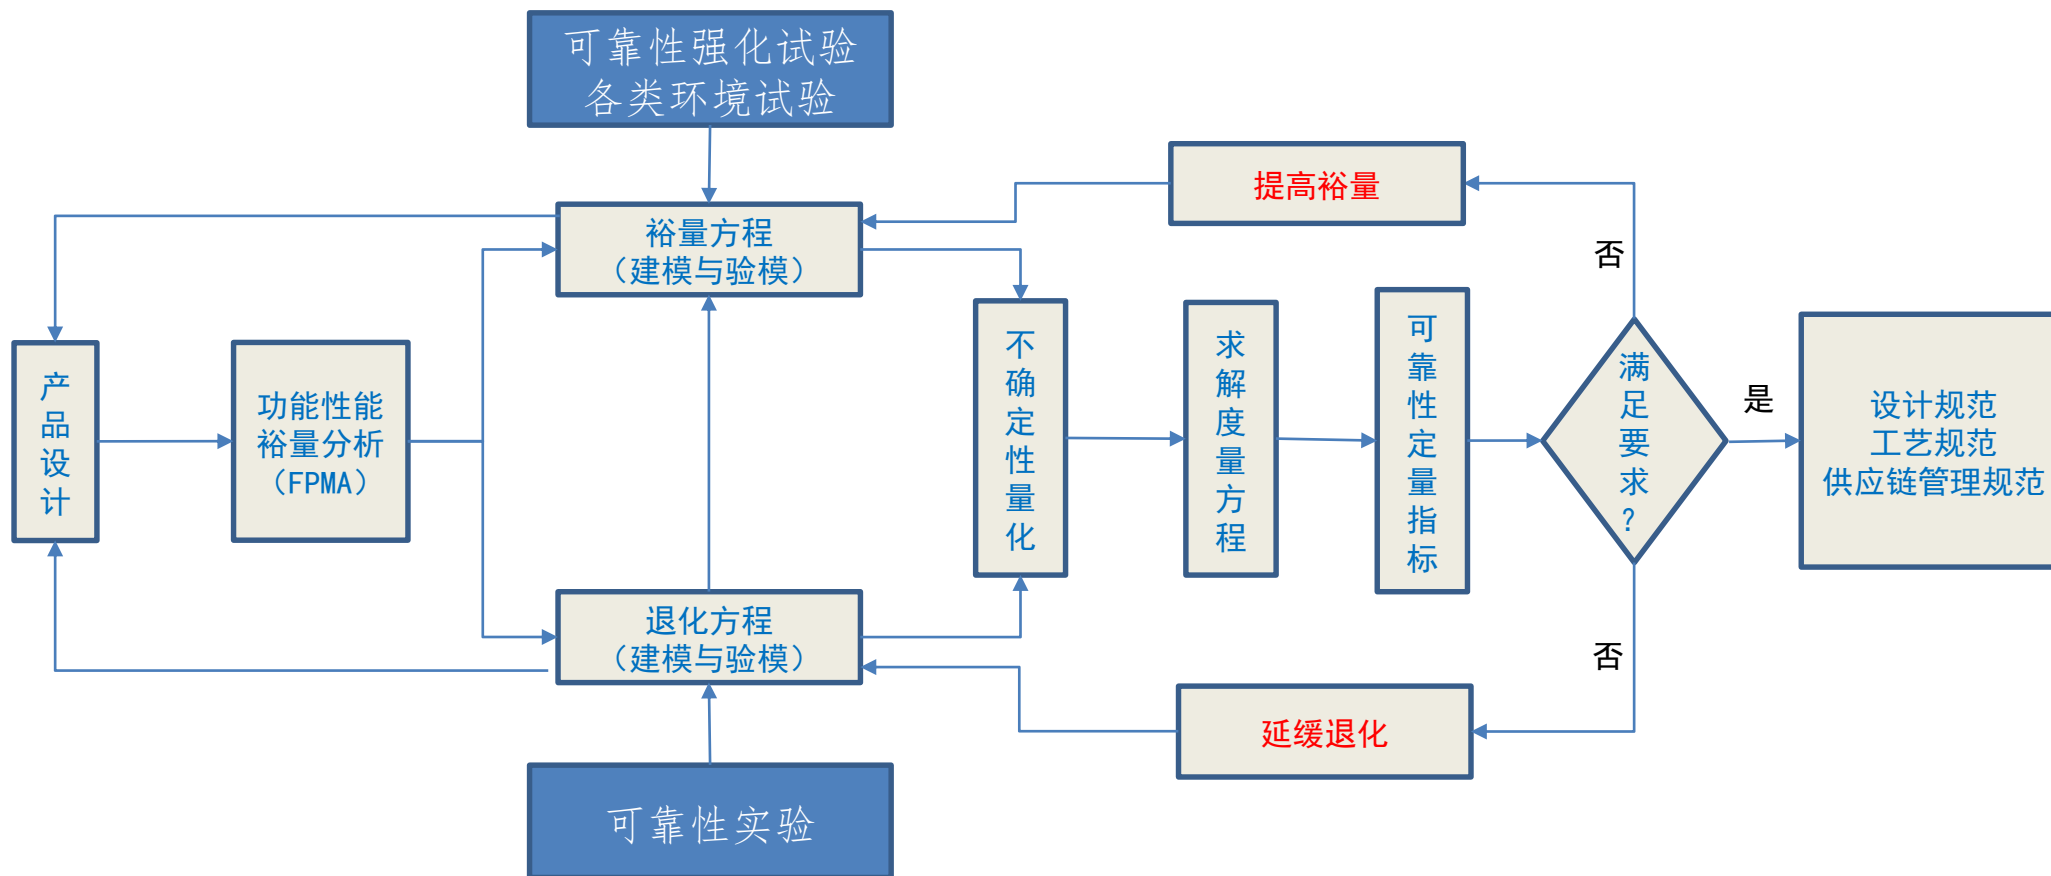 可靠性强化试验
各类环境试验
提高裕量
裕量方程
（建模与验模）
否
产品设计
功能性能
裕量分析
（FPMA）
不确定性量化
求解度量方程
可靠性定量指标
满足要求？
是
设计规范
工艺规范
供应链管理规范
退化方程
（建模与验模）
否
延缓退化
可靠性实验